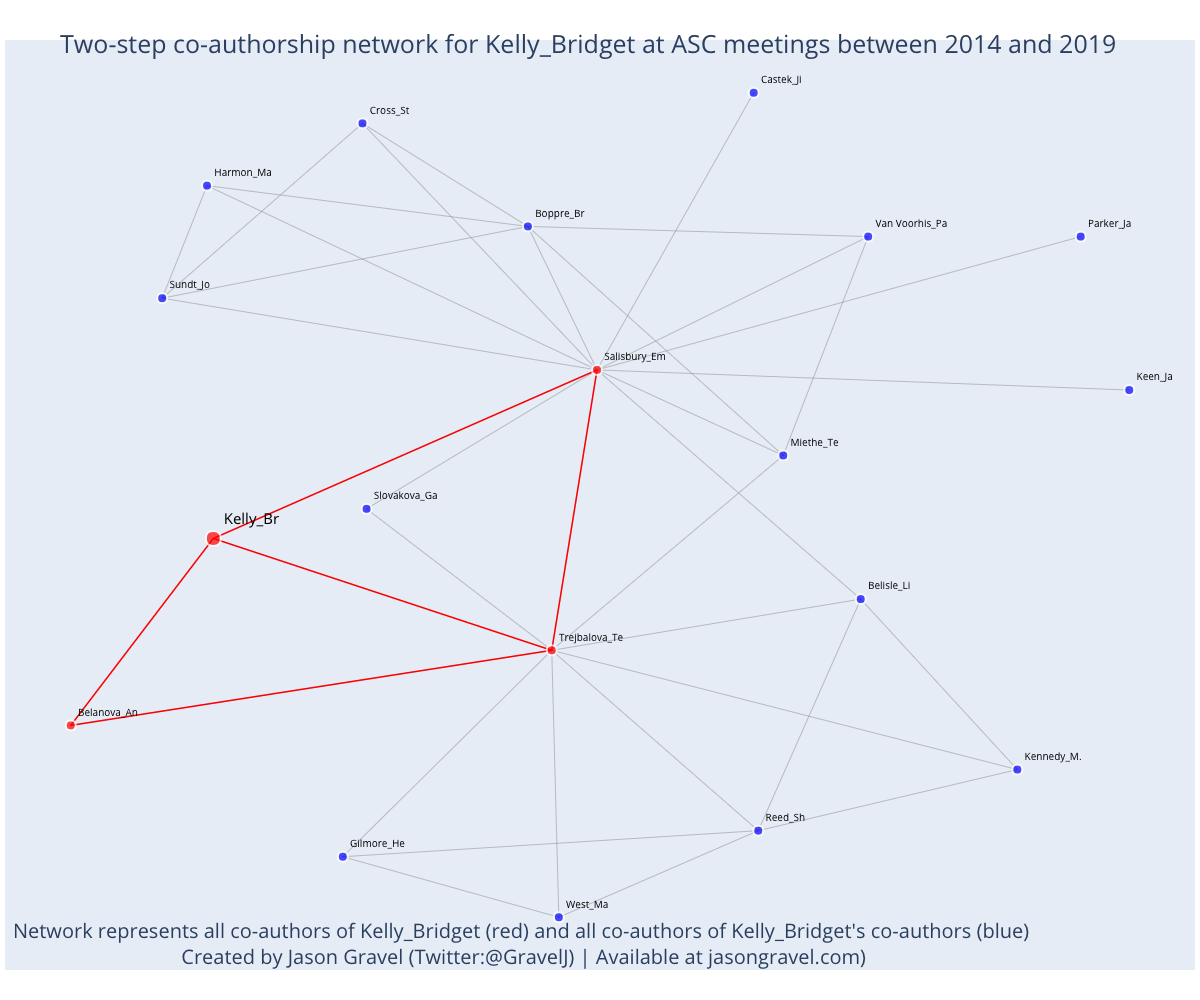 Two-step co-authorship network for Kelly_Bridget at ASC meetings between 2014 and 2019
Castek_Ji
Cross_St
Harmon_Ma
Boppre_Br
Van Voorhis_Pa
Parker_Ja
Sundt_Jo
Salisbury_Em
Keen_Ja
Miethe_Te
Slovakova_Ga
Kelly_Br
Belisle_Li
Trejbalova_Te
Belanova_An
Kennedy_M.
Reed_Sh
Gilmore_He
West_Ma
Network represents all co-authors of Kelly_Bridget (red) and all co-authors of Kelly_Bridget's co-authors (blue)
Created by Jason Gravel (Twitter:@GravelJ) | Available at jasongravel.com)